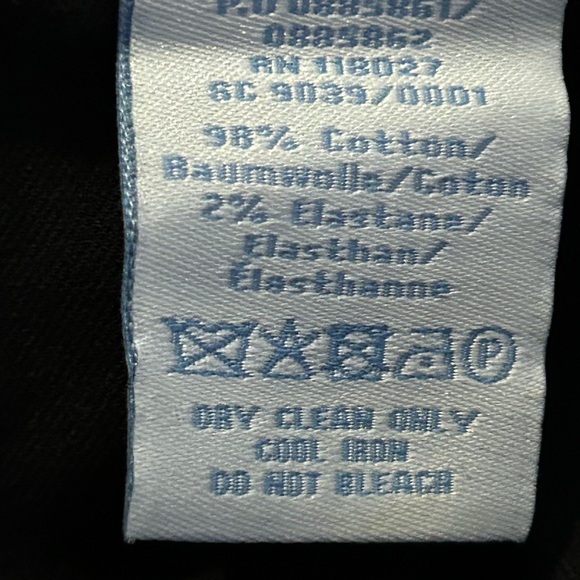 P.O 0885861/
0885862
RN 118027
SC 9039/0001
98% Cotton/
Baumwolle/Coton
2% Elastane/
Elasthan/
Élasthanne
P
DRY CLEAN ONLY
COOL IRON
DO NOT BLEACH